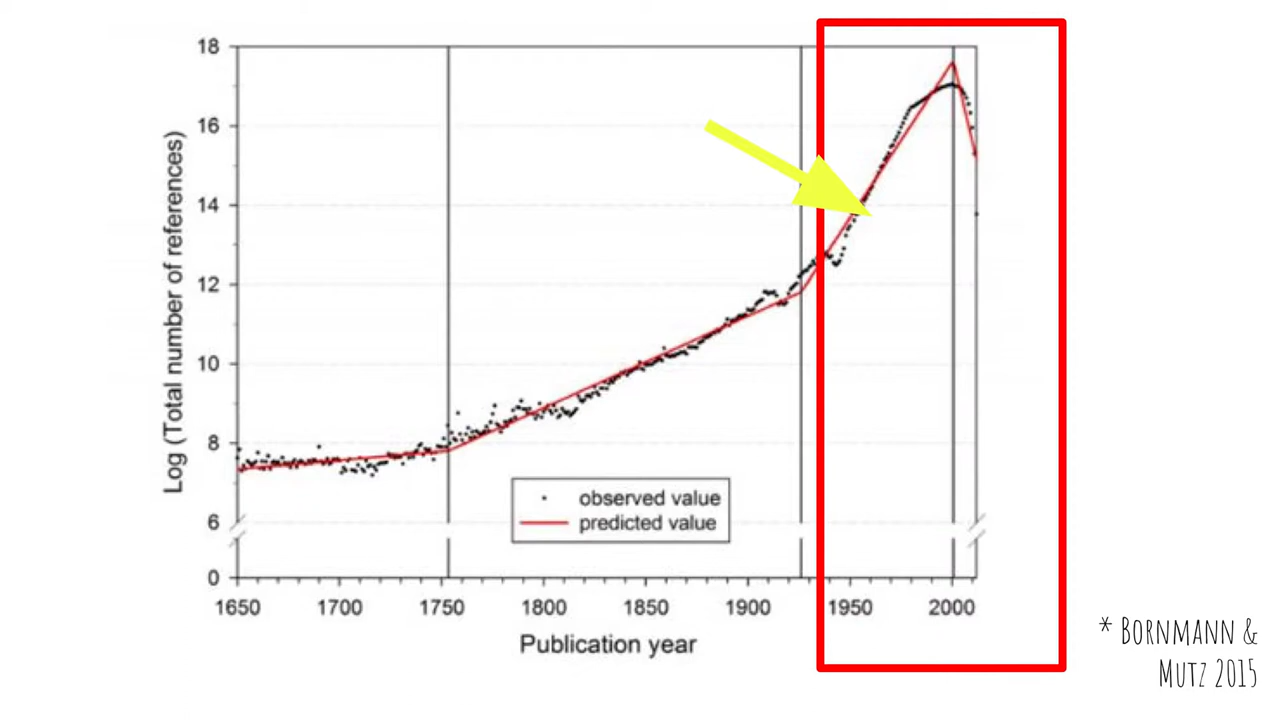 18
16
14
12
10
8
6
0
Log (Total number of references)
observed value
predicted value
1650 1700 1750 1800 1850 1900 1950 2000
Publication year
* BORNMANN &
MUTZ 2015